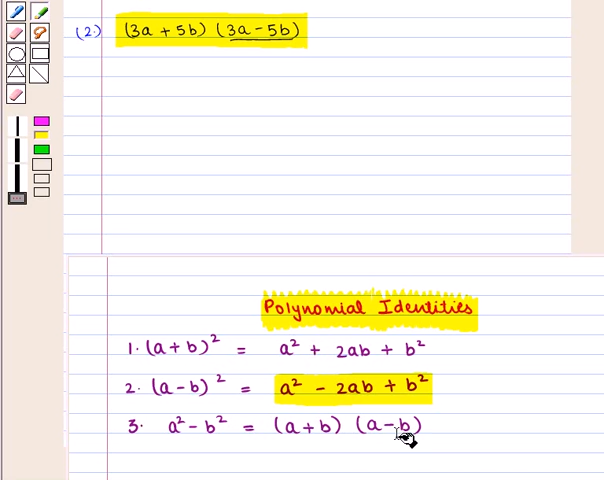 (2.) (3a + 5b) (3a - 5b)
Polynomial Identities
1. (a + b)² = a² + 2ab + b²
2. (a - b)² = a² - 2ab + b²
3. a² - b² = (a + b) (a - b)